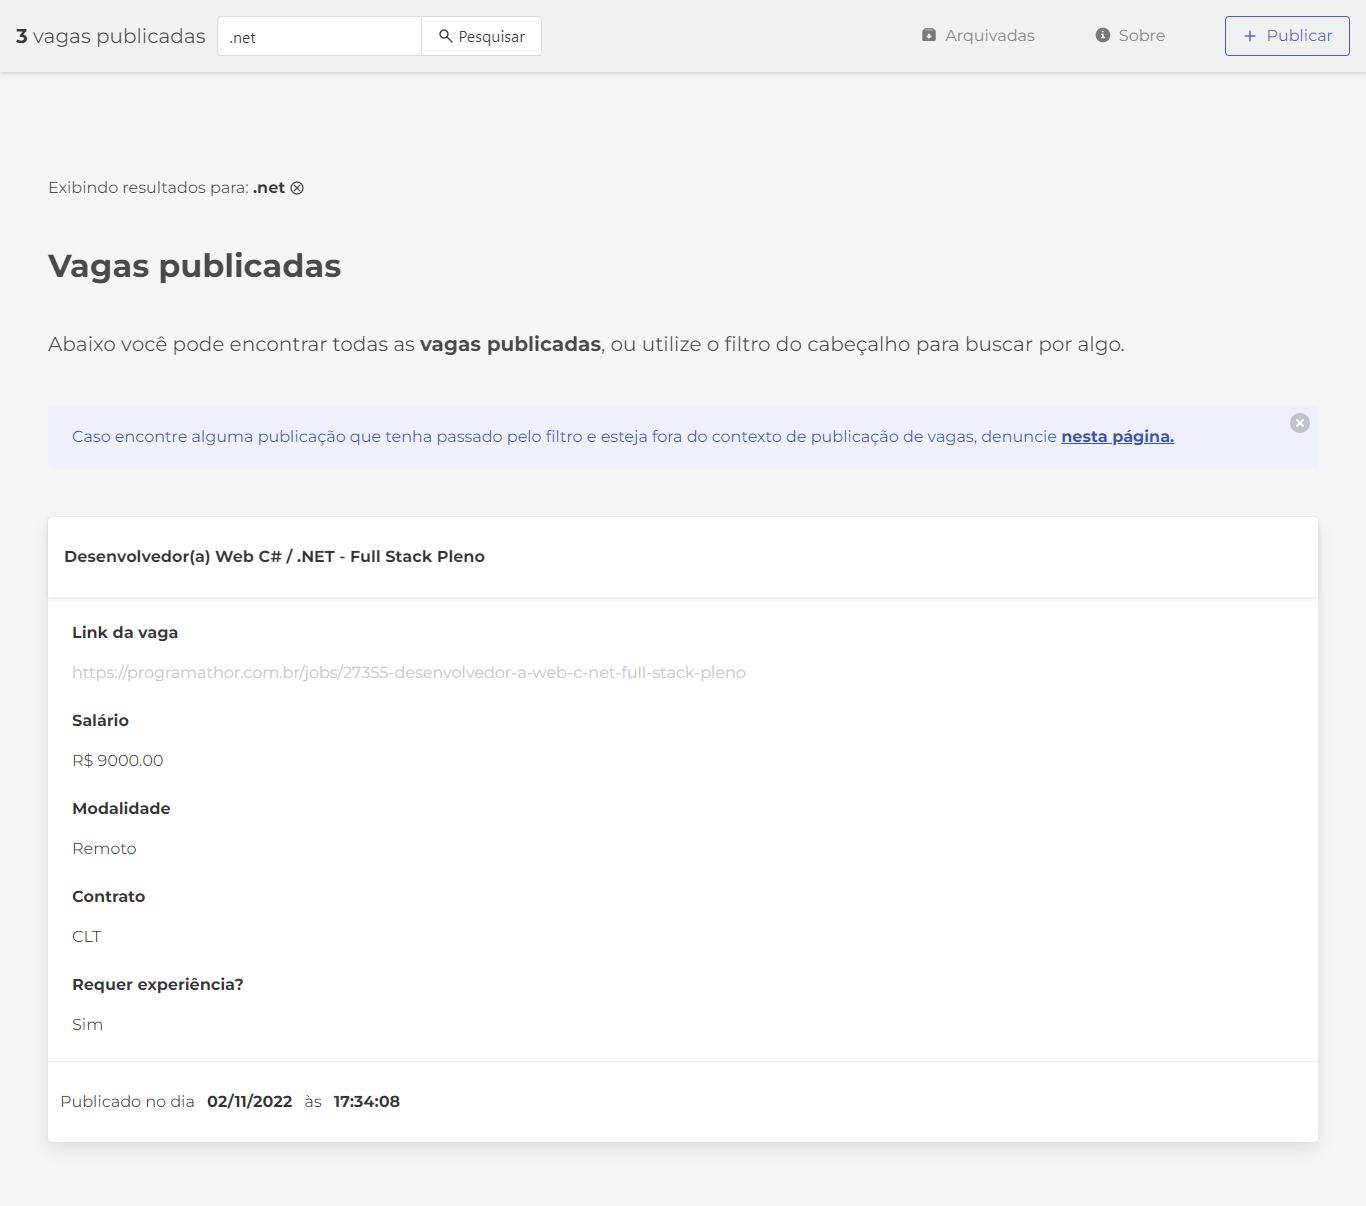 3 vagas publicadas .net Pesquisar Arquivadas Sobre + Publicar
Exibindo resultados para: .net
Vagas publicadas
Abaixo você pode encontrar todas as vagas publicadas, ou utilize o filtro do cabeçalho para buscar por algo.
Caso encontre alguma publicação que tenha passado pelo filtro e esteja fora do contexto de publicação de vagas, denuncie nesta página.
Desenvolvedor(a) Web C# / .NET - Full Stack Pleno
Link da vaga
https://programathor.com.br/jobs/27355-desenvolvedor-a-web-c-net-full-stack-pleno
Salário
R$ 9000.00
Modalidade
Remoto
Contrato
CLT
Requer experiência?
Sim
Publicado no dia 02/11/2022 às 17:34:08